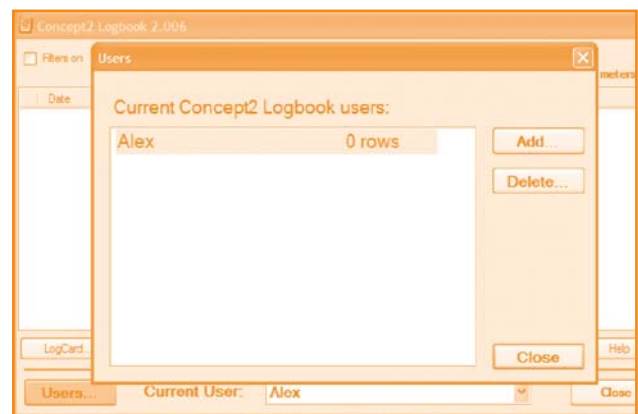 Concept2 Logbook 2.006
Filters on
Users
meters
Date
Current Concept2 Logbook users:
Alex 0 rows
Add...
Delete...
LogCard...
Close
Help
Users... Current User: Alex Close